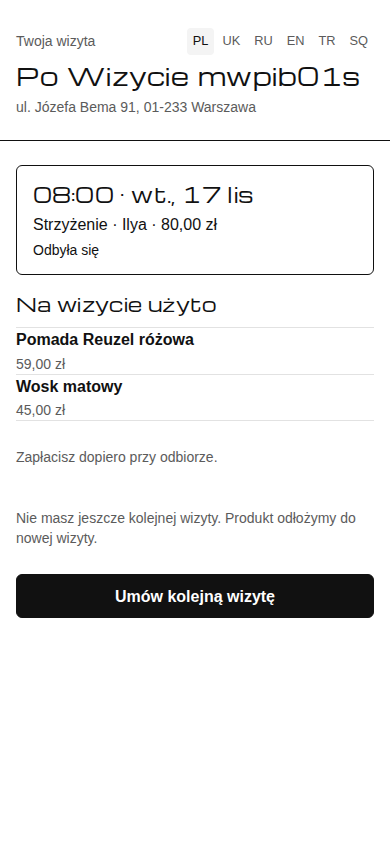 Twoja wizyta
PL UK RU EN TR SQ
Po Wizycie mwpib01s
ul. Józefa Bema 91, 01-233 Warszawa
08:00 · wt., 17 lis
Strzyżenie · Ilya · 80,00 zł
Odbyła się
Na wizycie użyto
Pomada Reuzel różowa
59,00 zł
Wosk matowy
45,00 zł
Zapłacisz dopiero przy odbiorze.
Nie masz jeszcze kolejnej wizyty. Produkt odłożymy do
nowej wizyty.
Umów kolejną wizytę